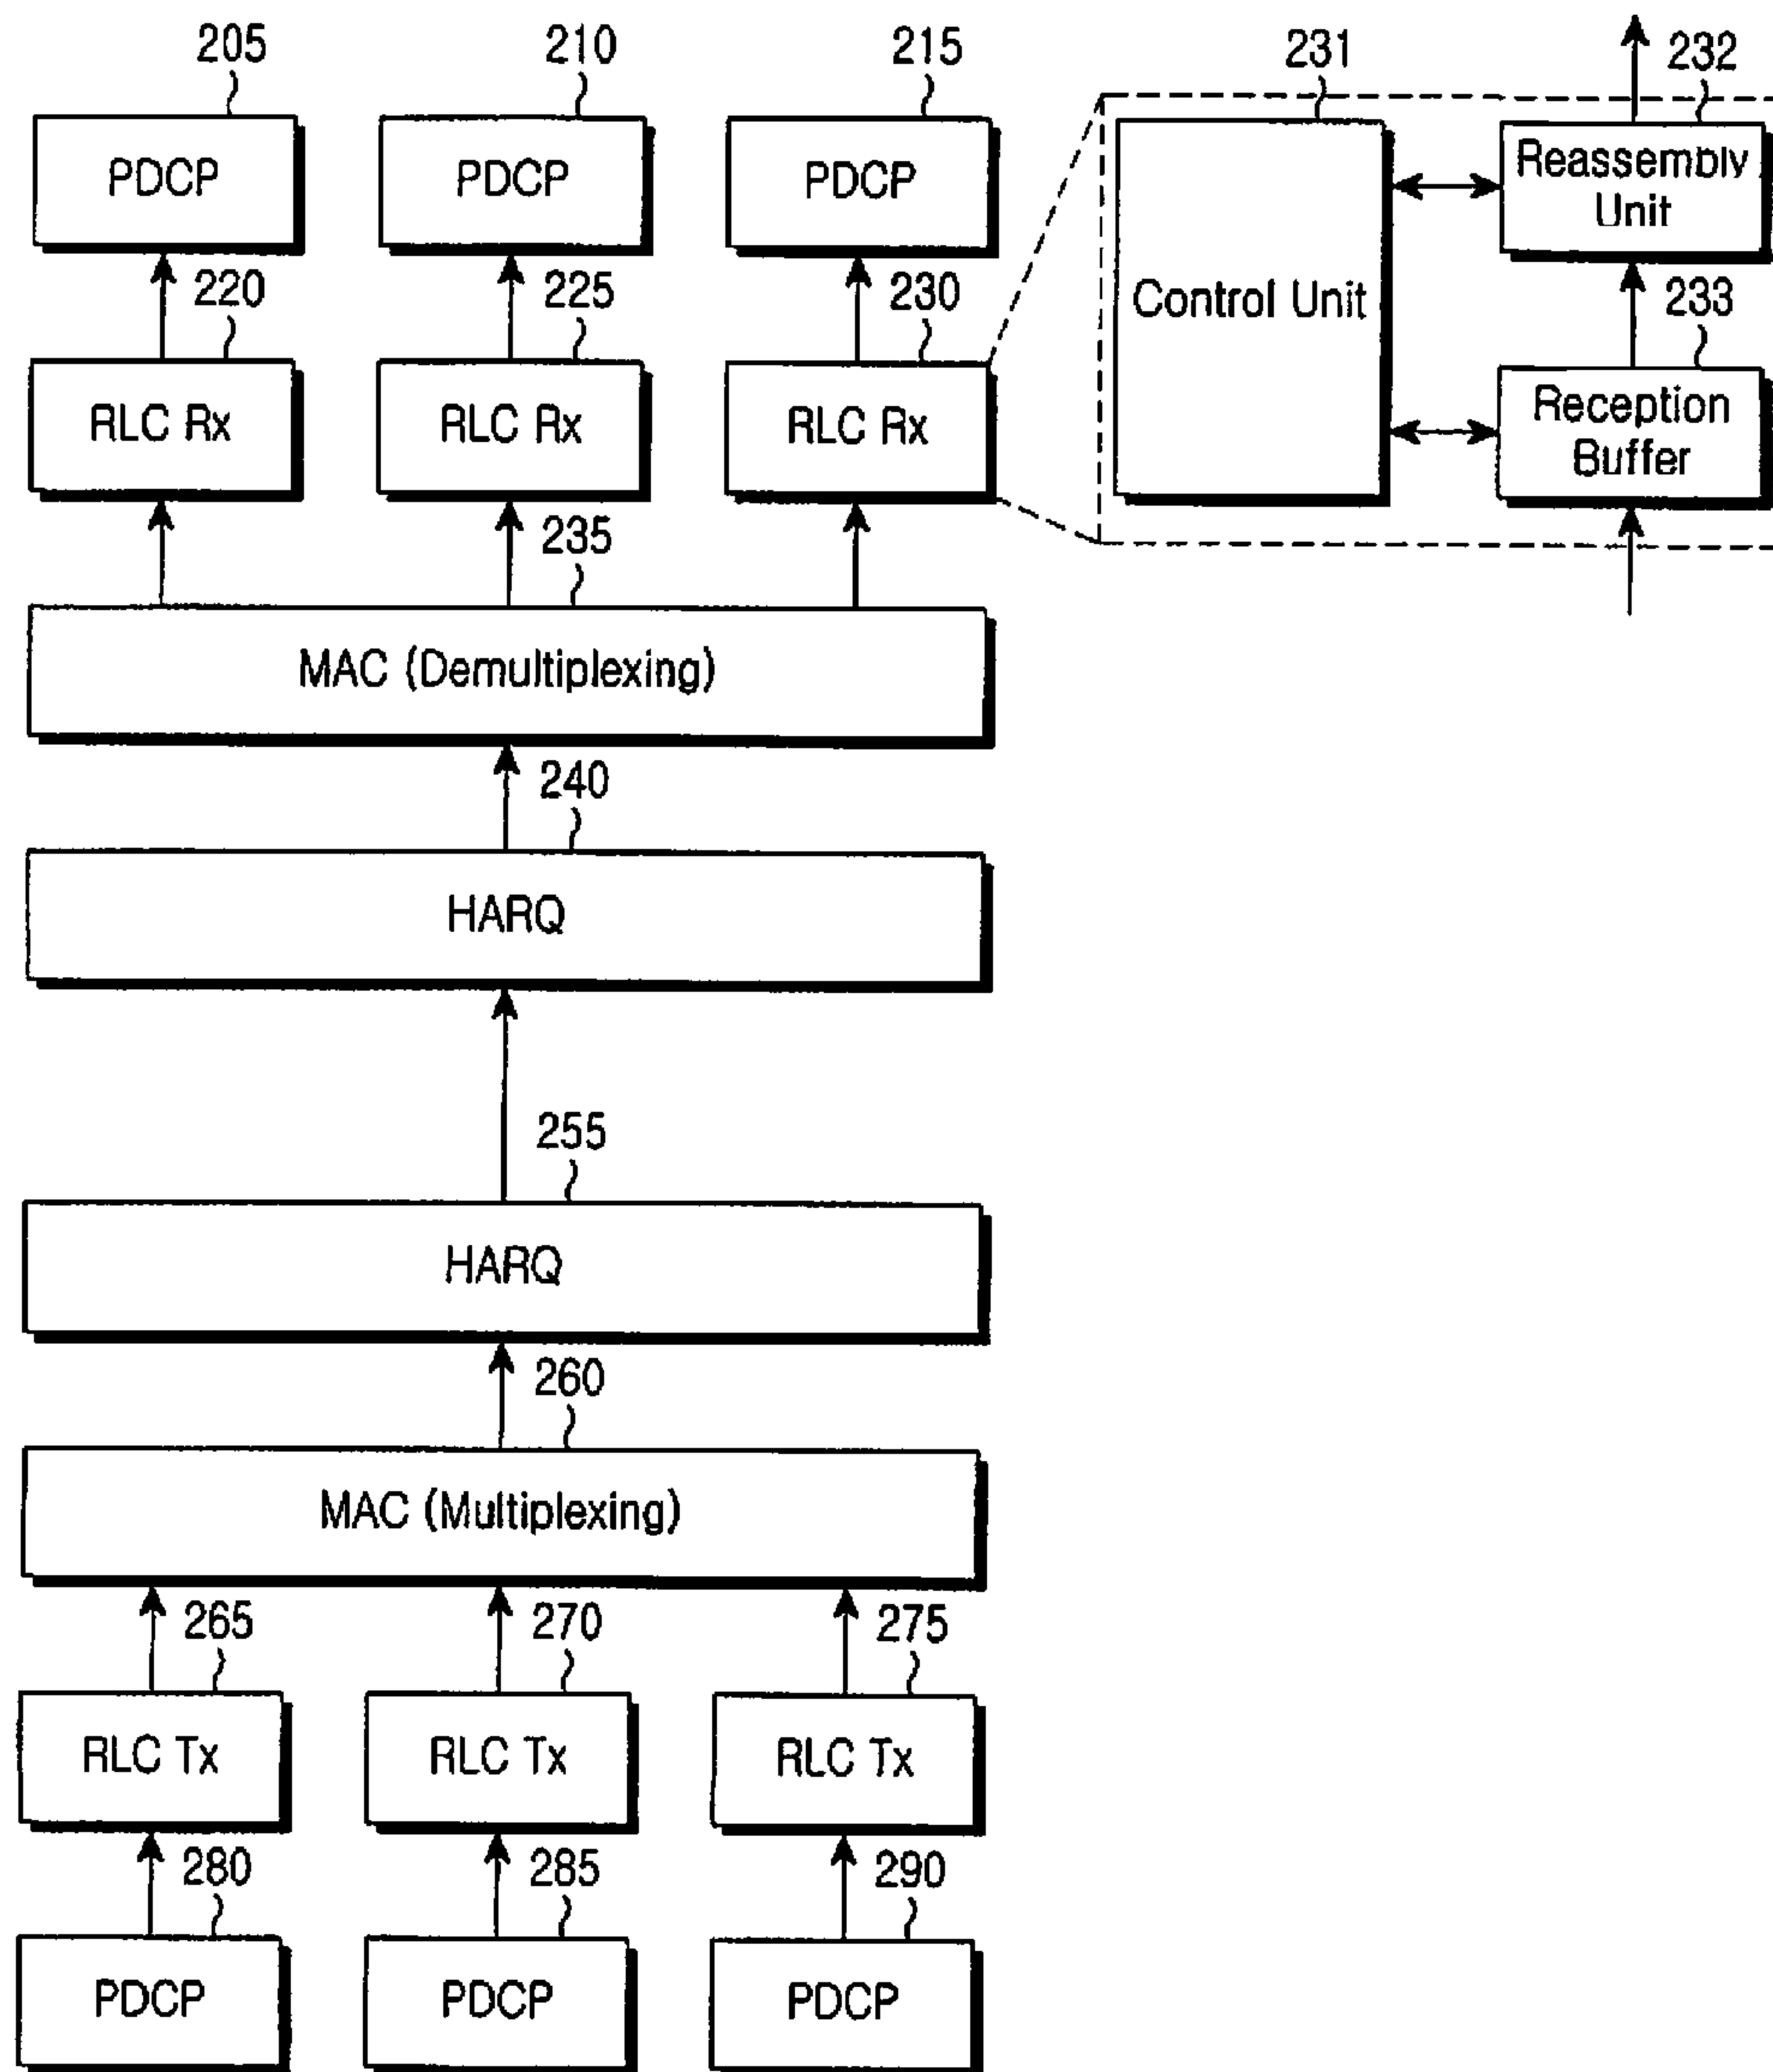 205
210
215
231
232
PDCP
PDCP
PDCP
Control Unit
Reassembly
Unit
220
225
230
233
RLC Rx
RLC Rx
RLC Rx
Reception
Buffer
235
MAC (Demultiplexing)
240
HARQ
255
HARQ
260
MAC (Multiplexing)
265
270
275
RLC Tx
RLC Tx
RLC Tx
280
285
290
PDCP
PDCP
PDCP